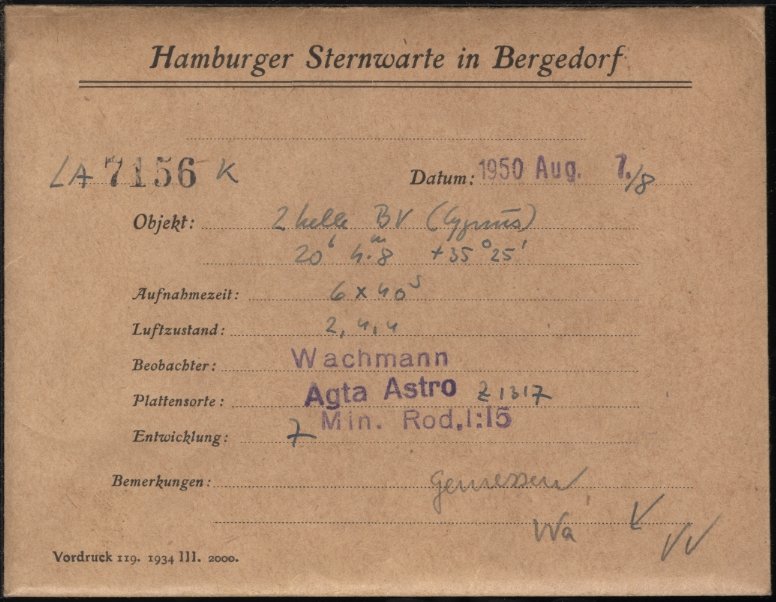 Hamburger Sternwarte in Bergedorf
LA 7156 K
Datum: 1950 Aug. 7./8
Objekt: 2 helle BV (Cygnus)
20ʰ 4ᵐ.8 +35° 25'
Aufnahmezeit: 6 x 40ˢ
Luftzustand: 2, 4, 4
Beobachter: Wachmann
Plattensorte: Agta Astro Z1317
Entwicklung: 7 Min. Rod. 1:15
Bemerkungen: gemessen
Wa
Vordruck 119. 1934 III. 2000.